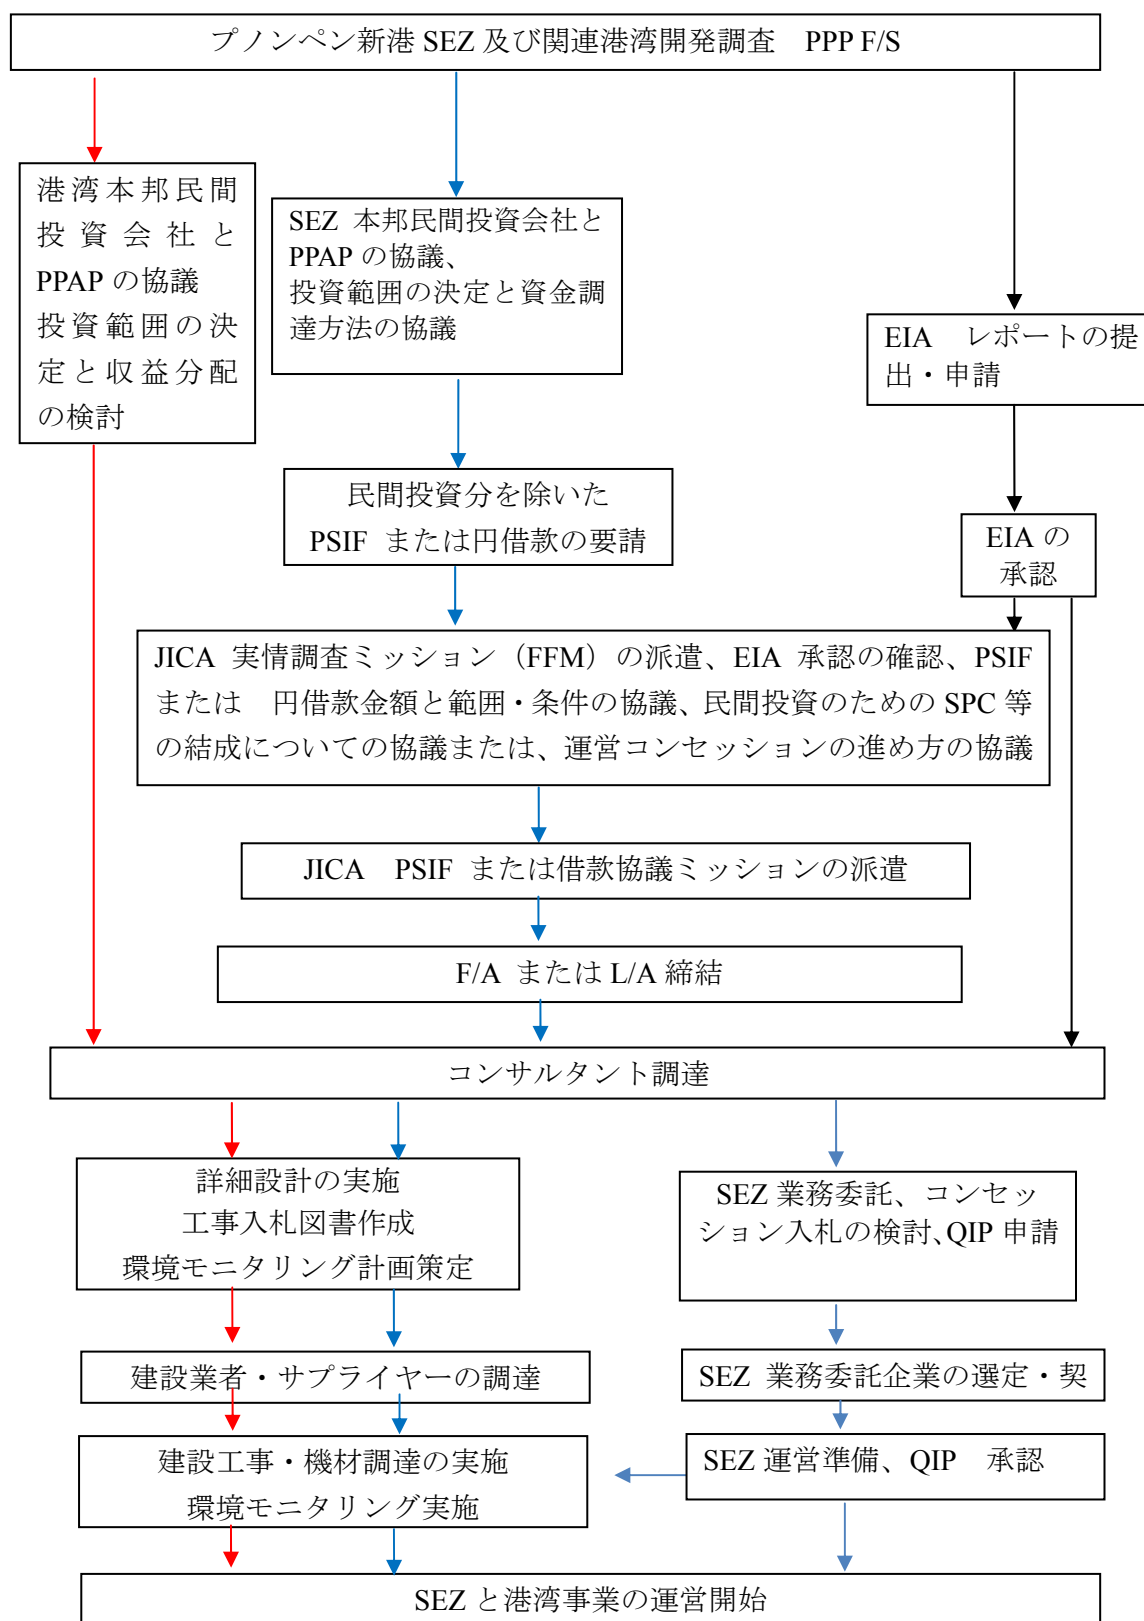 プノンペン新港 SEZ 及び関連港湾開発調査　PPP F/S
港湾本邦民間
投資会社と
PPAP の協議
投資範囲の決
定と収益分配
の検討
SEZ 本邦民間投資会社と
PPAP の協議、
投資範囲の決定と資金調
達方法の協議
EIA　レポートの提
出・申請
民間投資分を除いた
PSIF または円借款の要請
EIA の
承認
JICA 実情調査ミッション（FFM）の派遣、EIA 承認の確認、PSIF
または　円借款金額と範囲・条件の協議、民間投資のための SPC 等
の結成についての協議または、運営コンセッションの進め方の協議
JICA　PSIF または借款協議ミッションの派遣
F/A または L/A 締結
コンサルタント調達
詳細設計の実施
工事入札図書作成
環境モニタリング計画策定
SEZ 業務委託、コンセッ
ション入札の検討、QIP 申請
建設業者・サプライヤーの調達
SEZ 業務委託企業の選定・契
建設工事・機材調達の実施
環境モニタリング実施
SEZ 運営準備、QIP　承認
SEZ と港湾事業の運営開始